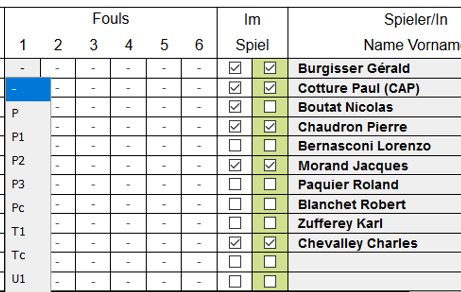 Fouls Im Spieler/In
1 2 3 4 5 6 Spiel Name Vornam
- - - - - - Burgisser Gérald
- - - - - - Cotture Paul (CAP)
P - - - - - Boutat Nicolas
P1 - - - - - Chaudron Pierre
- - - - - Bernasconi Lorenzo
P2 - - - - - Morand Jacques
P3 - - - - - Paquier Roland
Pc - - - - - Blanchet Robert
T1 - - - - - Zufferey Karl
Tc - - - - - Chevalley Charles
- - - - -
U1 - - - - -